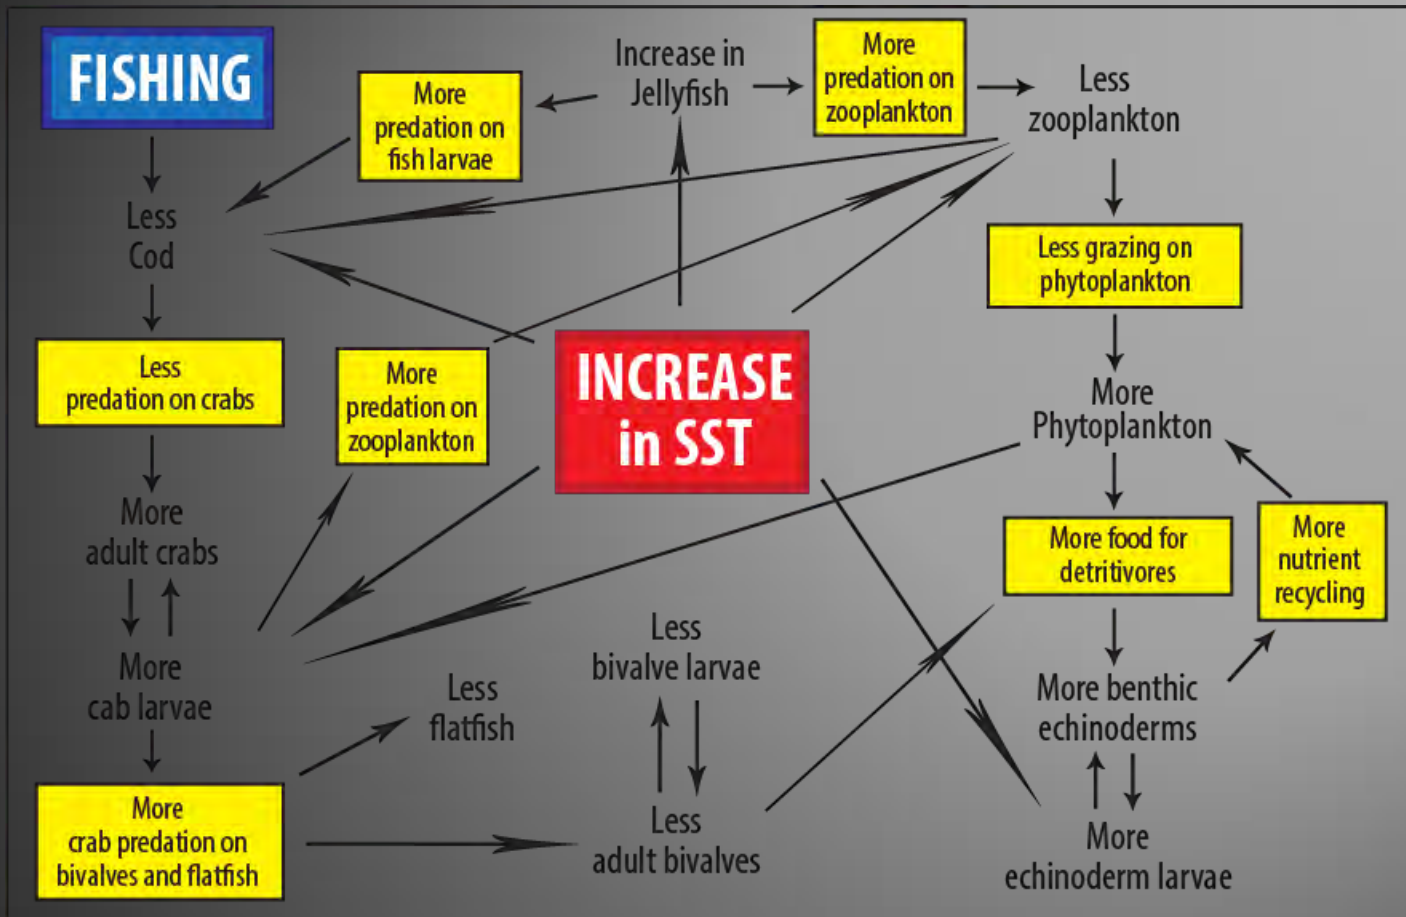 FISHING
Less
Cod
Less
predation on crabs
More
adult crabs
More
cab larvae
More
crab predation on
bivalves and flatfish
More
predation on
fish larvae
Increase in
Jellyfish
More
predation on
zooplankton
Less
zooplankton
Less grazing on
phytoplankton
More
Phytoplankton
More food for
detritivores
More
nutrient
recycling
More benthic
echinoderms
More
echinoderm larvae
More
predation on
zooplankton
INCREASE
in SST
Less
flatfish
Less
bivalve larvae
Less
adult bivalves